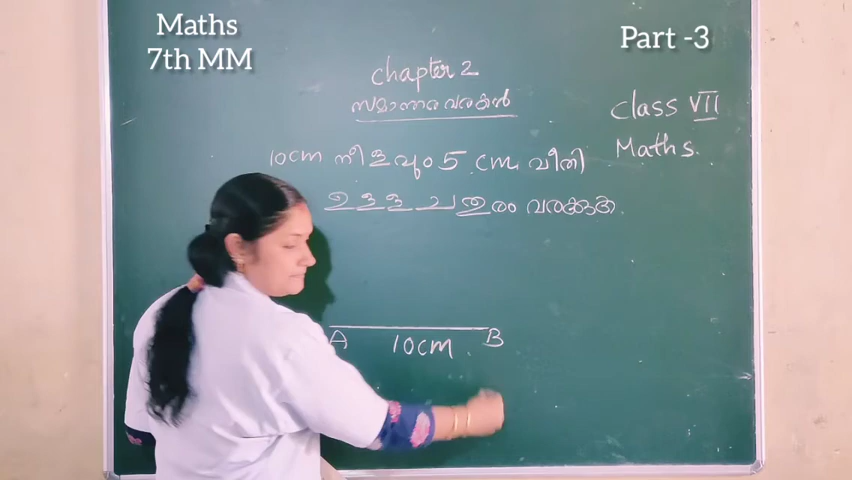 Maths
7th MM
Part -3
chapter 2
സമാന്തര വരകൾ
class VII
Maths.
10cm നീളവും 5 cm വീതി
ഉള്ള ചതുരം വരക്കുക.
A 10cm B